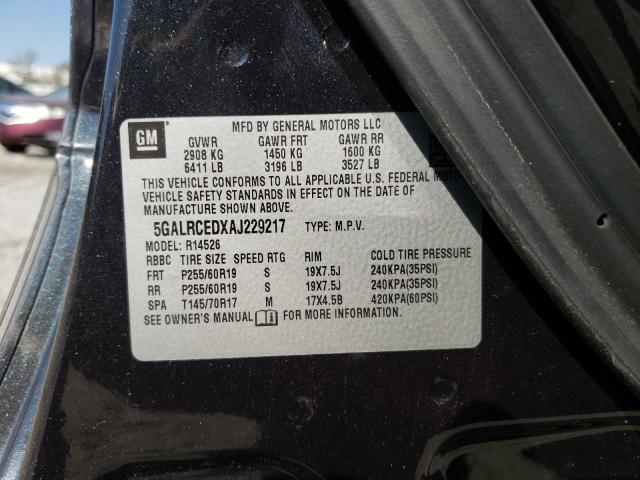 GM
MFD BY GENERAL MOTORS LLC
GVWR GAWR FRT GAWR RR
2908 KG 1450 KG 1600 KG
6411 LB 3196 LB 3527 LB
THIS VEHICLE CONFORMS TO ALL APPLICABLE U.S. FEDERAL
VEHICLE SAFETY STANDARDS IN EFFECT ON THE DATE OF
MANUFACTURE SHOWN ABOVE.
5GALRCEDXAJ229217 TYPE: M.P.V.
MODEL: R14526
RBBC TIRE SIZE SPEED RTG RIM COLD TIRE PRESSURE
FRT P255/60R19 S 19X7.5J 240KPA(35PSI)
RR P255/60R19 S 19X7.5J 240KPA(35PSI)
SPA T145/70R17 M 17X4.5B 420KPA(60PSI)
SEE OWNER'S MANUAL FOR MORE INFORMATION.